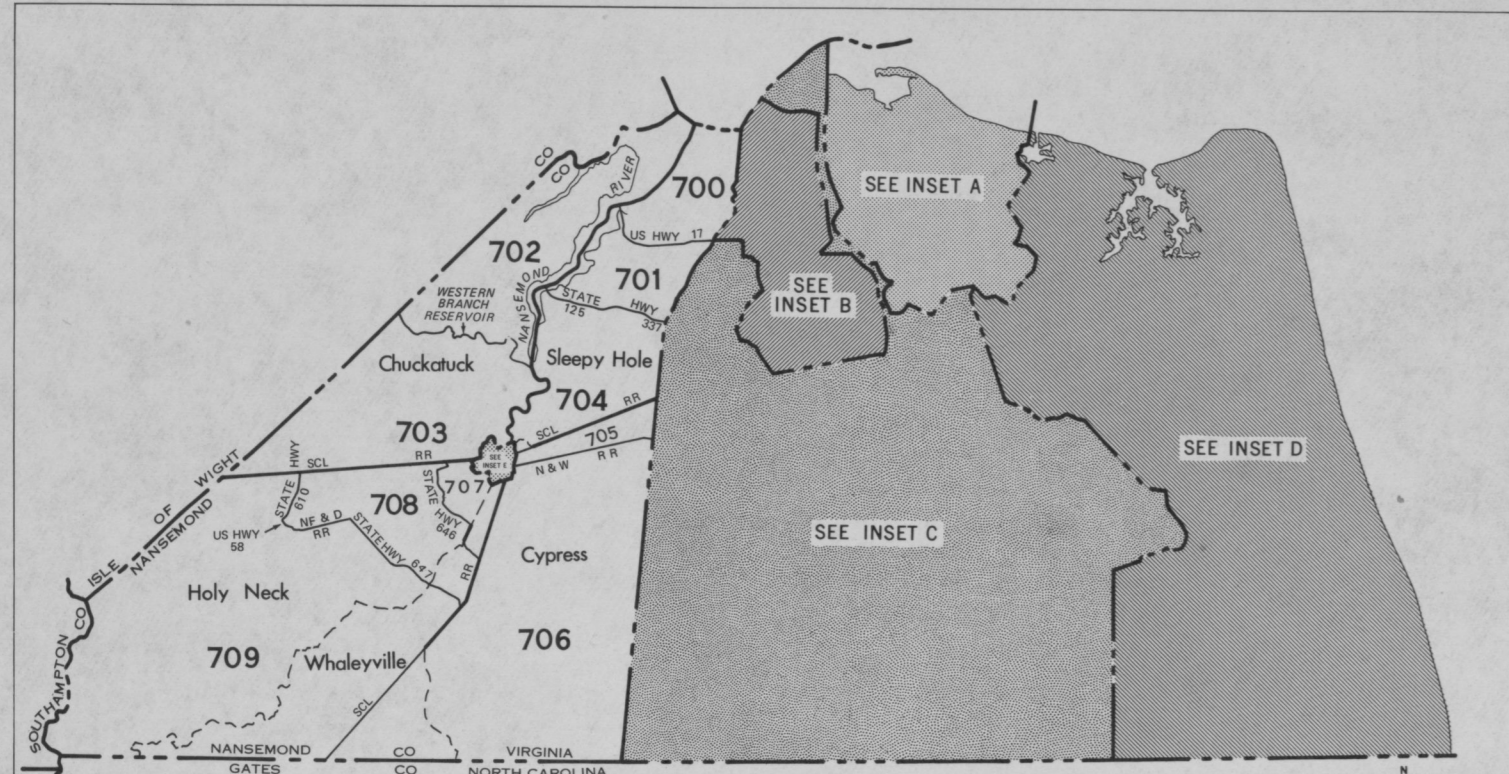 SEE INSET A
CO
CO
RIVER
700
US HWY 17
702
701
NANSEMOND
STATE
125
HWY
337
WESTERN
BRANCH
RESERVOIR
SEE
INSET B
Chuckatuck
Sleepy Hole
704
RR
703
SCL
705
N & W
RR
SEE
INSET E
SEE INSET D
WIGHT
OF
ISLE
NANSEMOND
HWY
STATE
610
SCL
RR
708
STATE
HWY
646
707
US HWY
58
NF & D
RR
STATE HWY 647
RR
SEE INSET C
Cypress
Holy Neck
SOUTHAMPTON CO
709
Whaleyville
706
SCL
NANSEMOND CO VIRGINIA
GATES CO NORTH CAROLINA
N